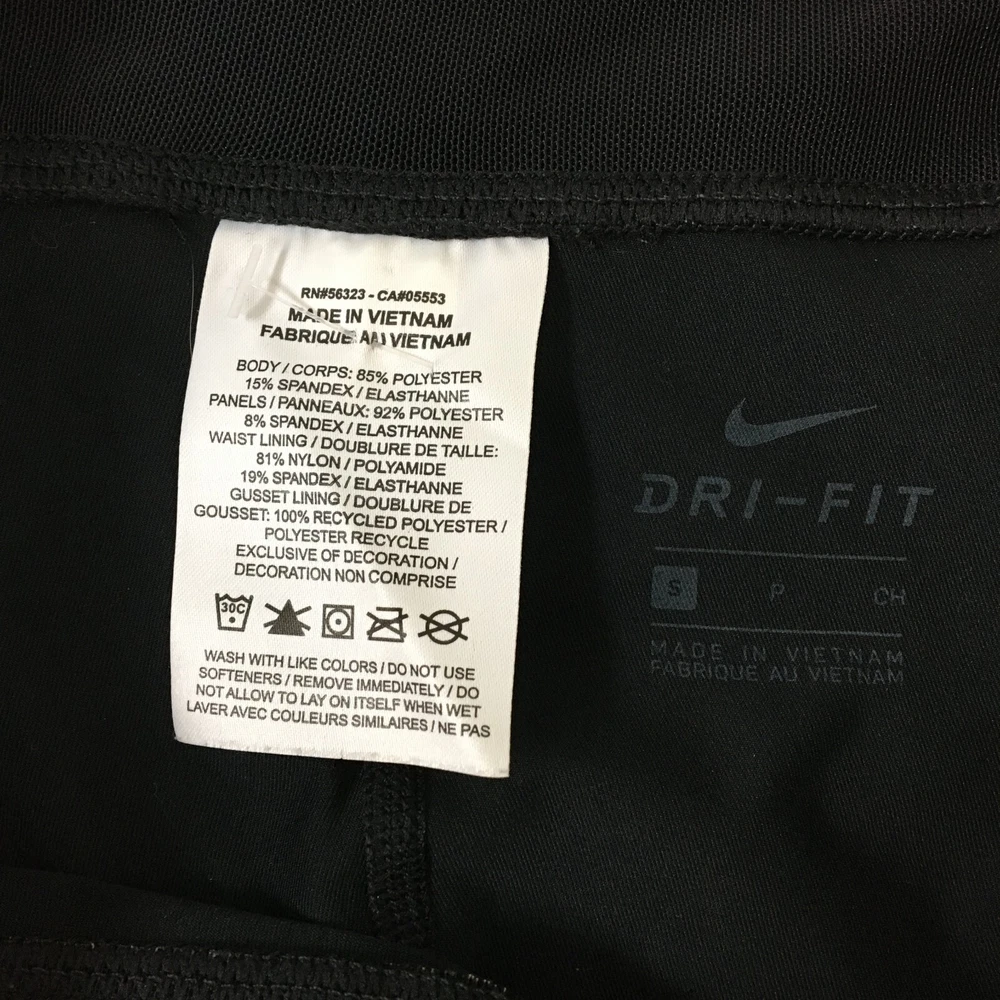 RN#56323 - CA#05553
MADE IN VIETNAM
FABRIQUE AU VIETNAM
BODY / CORPS: 85% POLYESTER
15% SPANDEX / ELASTHANNE
PANELS / PANNEAUX: 92% POLYESTER
8% SPANDEX / ELASTHANNE
WAIST LINING / DOUBLURE DE TAILLE:
81% NYLON / POLYAMIDE
19% SPANDEX / ELASTHANNE
GUSSET LINING / DOUBLURE DE
GOUSSET: 100% RECYCLED POLYESTER /
POLYESTER RECYCLE
EXCLUSIVE OF DECORATION /
DECORATION NON COMPRISE
30C
WASH WITH LIKE COLORS / DO NOT USE
SOFTENERS / REMOVE IMMEDIATELY / DO
NOT ALLOW TO LAY ON ITSELF WHEN WET
LAVER AVEC COULEURS SIMILAIRES / NE PAS
DRI-FIT
S P CH
MADE IN VIETNAM
FABRIQUE AU VIETNAM